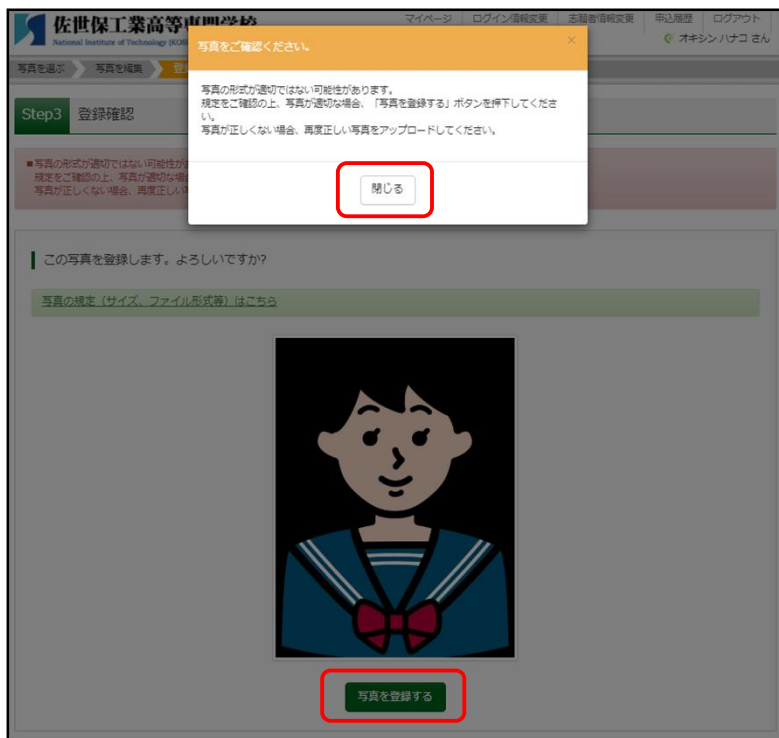 佐世保工業高等専門学校
マイページ ログイン情報変更 志願者情報変更 申込履歴 ログアウト
National Institute of Technology (KOS
オキシン ハナコ さん
写真をご確認ください。 ×
写真を選ぶ 写真を編集 登
写真の形式が適切ではない可能性があります。
規定をご確認の上、写真が適切な場合、「写真を登録する」ボタンを押下してくださ
い。
写真が正しくない場合、再度正しい写真をアップロードしてください。
Step3 登録確認
■写真の形式が適切ではない可能性が
規定をご確認の上、写真が適切な場
写真が正しくない場合、再度正しい
閉じる
この写真を登録します。よろしいですか?
写真の規定（サイズ、ファイル形式等）はこちら
写真を登録する